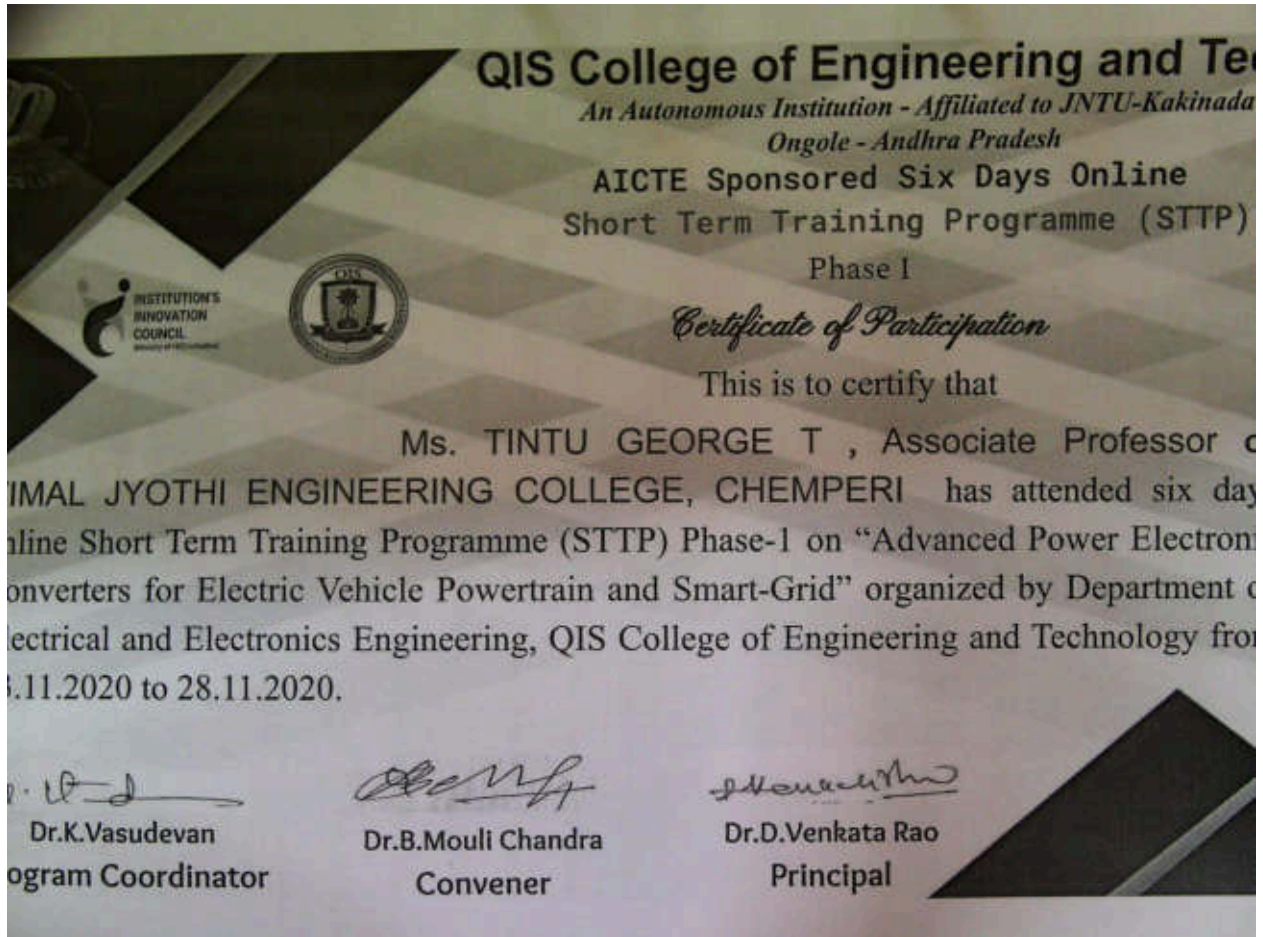 QIS College of Engineering and Te
An Autonomous Institution - Affiliated to JNTU-Kakinada
Ongole - Andhra Pradesh
AICTE Sponsored Six Days Online
Short Term Training Programme (STTP)
Phase I
INSTITUTION'S
INNOVATION
COUNCIL
QIS
Certificate of Participation
This is to certify that
Ms. TINTU GEORGE T , Associate Professor
IMAL JYOTHI ENGINEERING COLLEGE, CHEMPERI has attended six day
nline Short Term Training Programme (STTP) Phase-1 on “Advanced Power Electroni
onverters for Electric Vehicle Powertrain and Smart-Grid” organized by Department
lectrical and Electronics Engineering, QIS College of Engineering and Technology fro
.11.2020 to 28.11.2020.
Dr.K.Vasudevan
ogram Coordinator
Dr.B.Mouli Chandra
Convener
Dr.D.Venkata Rao
Principal